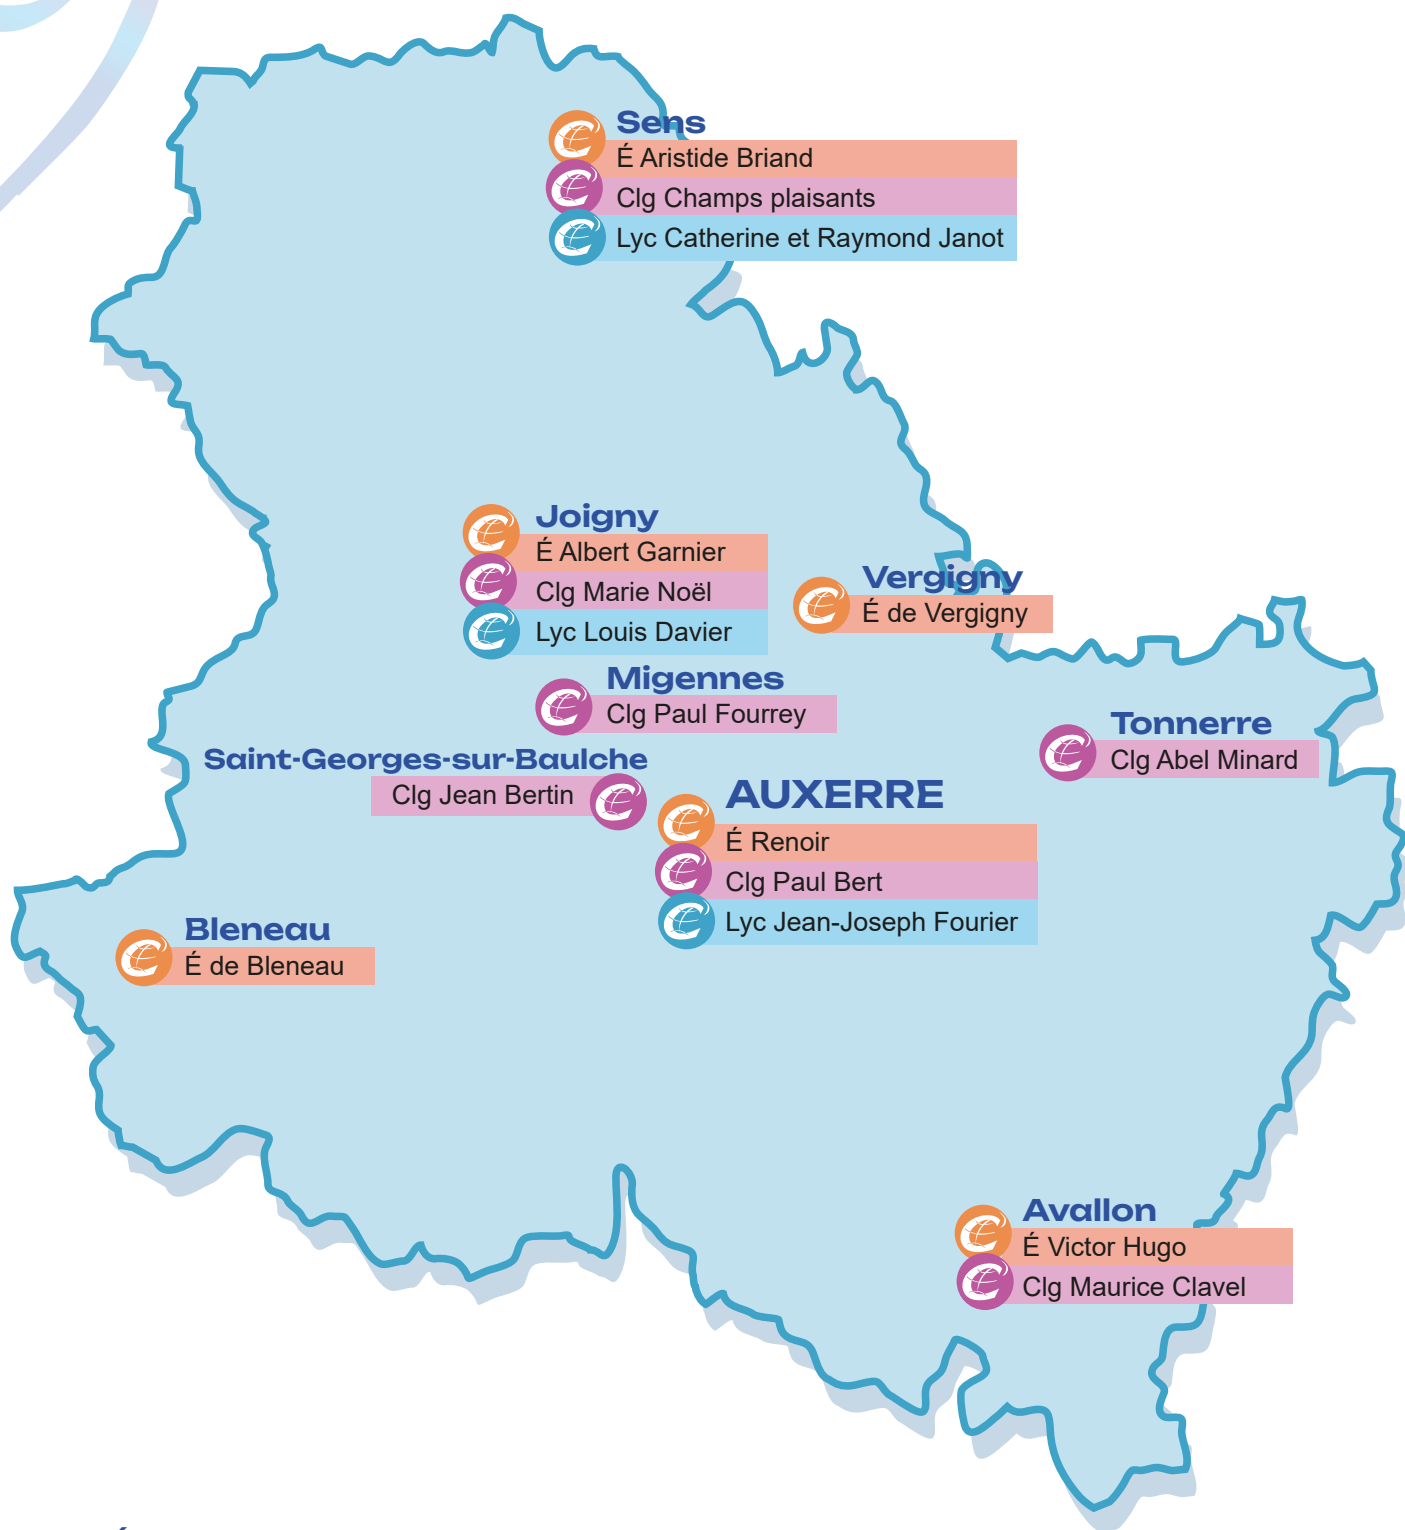 Sens
É Aristide Briand
Clg Champs plaisants
Lyc Catherine et Raymond Janot
Joigny
É Albert Garnier
Clg Marie Noël
Lyc Louis Davier
Vergigny
É de Vergigny
Migennes
Clg Paul Fourrey
Tonnerre
Clg Abel Minard
Saint-Georges-sur-Baulche
Clg Jean Bertin
AUXERRE
É Renoir
Clg Paul Bert
Lyc Jean-Joseph Fourier
Bleneau
É de Bleneau
Avallon
É Victor Hugo
Clg Maurice Clavel